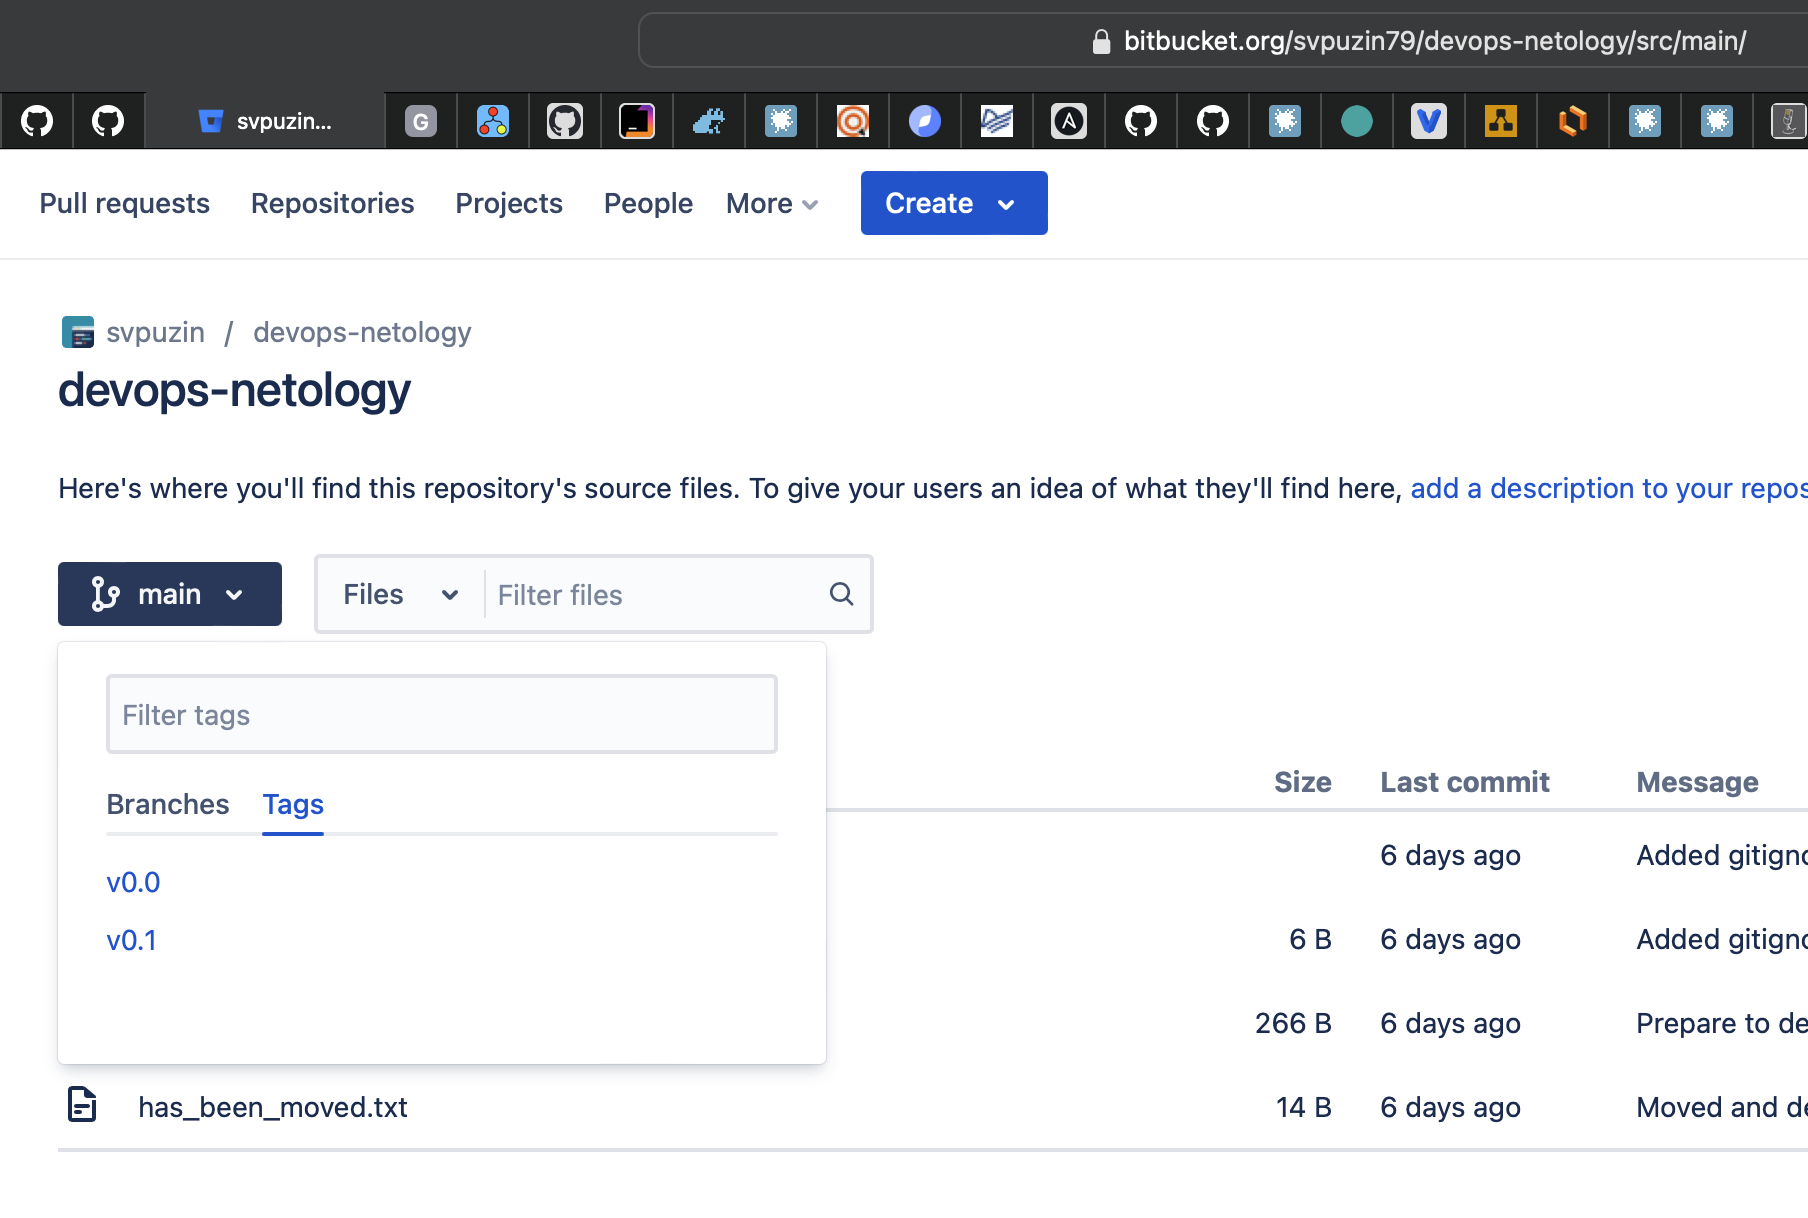 bitbucket.org/svpuzin79/devops-netology/src/main/
svpuzin...
G
Pull requests Repositories Projects People More Create
svpuzin / devops-netology
devops-netology
Here's where you'll find this repository's source files. To give your users an idea of what they'll find here, add a description to your repos
main Files Filter files
Filter tags
Branches Tags
v0.0
v0.1
Size Last commit Message
6 days ago Added gitigno
6 B 6 days ago Added gitigno
266 B 6 days ago Prepare to de
has_been_moved.txt 14 B 6 days ago Moved and de